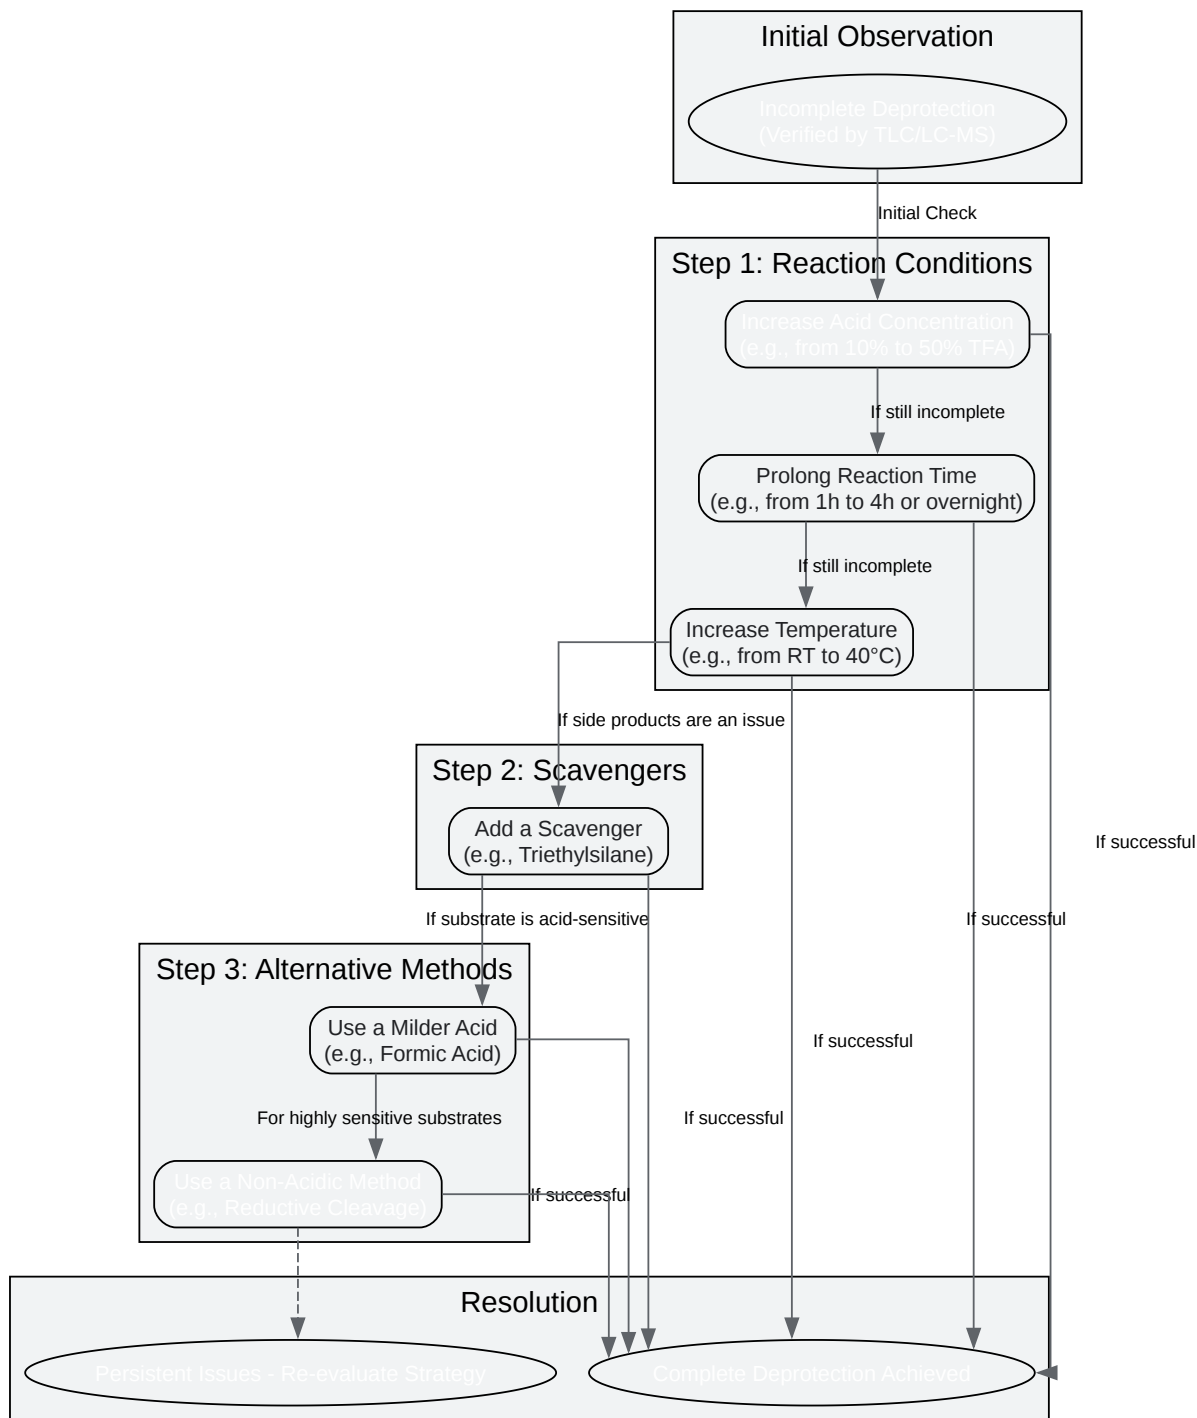 Initial Observation
Incomplete Deprotection
(Verified by TLC/LC-MS)
Initial Check
Step 1: Reaction Conditions
Increase Acid Concentration
(e.g., from 10% to 50% TFA)
If still incomplete
Prolong Reaction Time
(e.g., from 1h to 4h or overnight)
If still incomplete
Increase Temperature
(e.g., from RT to 40°C)
If side products are an issue
Step 2: Scavengers
Add a Scavenger
(e.g., Triethylsilane)
If successful
If substrate is acid-sensitive
If successful
Step 3: Alternative Methods
Use a Milder Acid
(e.g., Formic Acid)
If successful
For highly sensitive substrates
If successful
Use a Non-Acidic Method
(e.g., Reductive Cleavage)
If successful
Resolution
Persistent Issues - Re-evaluate Strategy
Complete Deprotection Achieved